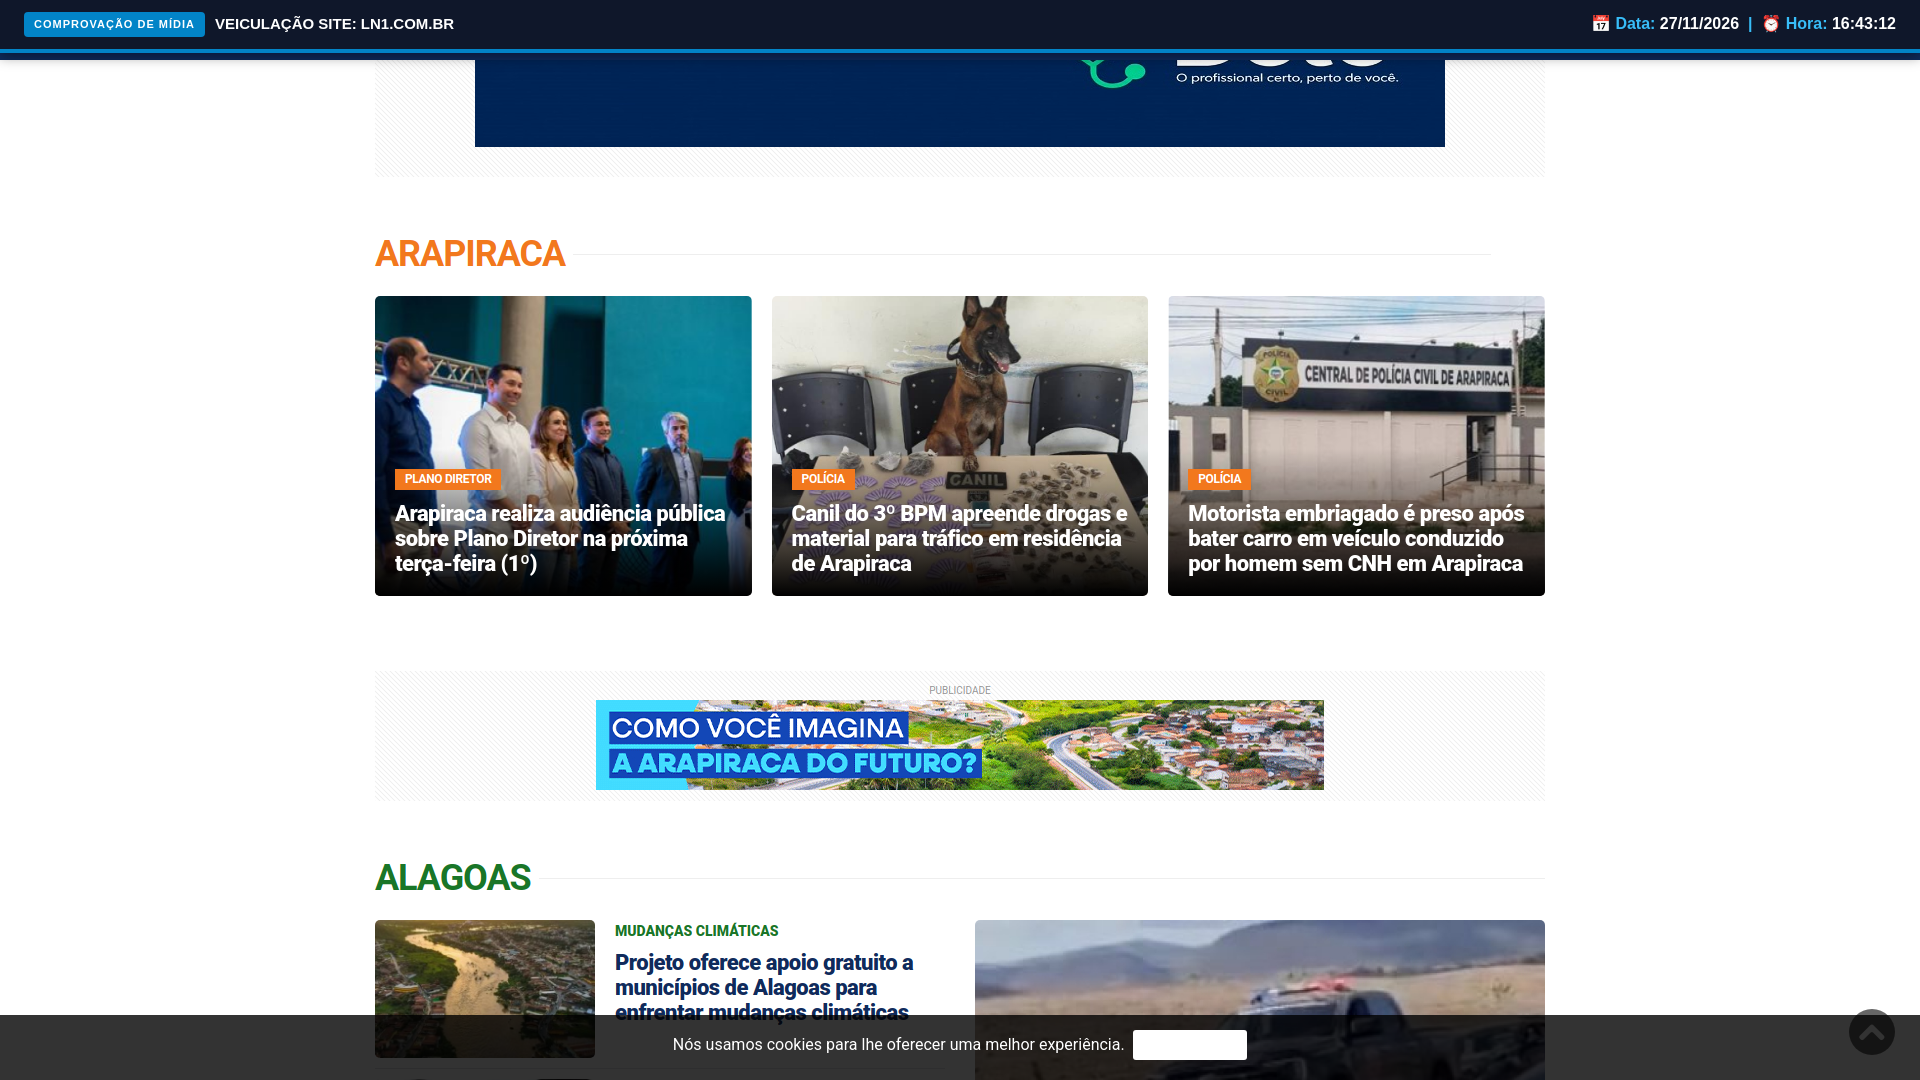 COMPROVAÇÃO DE MÍDIA VEICULAÇÃO SITE: LN1.COM.BR
📅 Data: 27/11/2026 | ⏰ Hora: 16:43:12
O profissional certo, perto de você.
ARAPIRACA
PLANO DIRETOR
Arapiraca realiza audiência pública
sobre Plano Diretor na próxima
terça-feira (1º)
CANIL
POLÍCIA
Canil do 3º BPM apreende drogas e
material para tráfico em residência
de Arapiraca
POLÍCIA
CIVIL
CENTRAL DE POLÍCIA CIVIL DE ARAPIRACA
POLÍCIA
Motorista embriagado é preso após
bater carro em veículo conduzido
por homem sem CNH em Arapiraca
PUBLICIDADE
COMO VOCÊ IMAGINA
A ARAPIRACA DO FUTURO?
ALAGOAS
MUDANÇAS CLIMÁTICAS
Projeto oferece apoio gratuito a
municípios de Alagoas para
enfrentar mudanças climáticas
Nós usamos cookies para lhe oferecer uma melhor experiência.